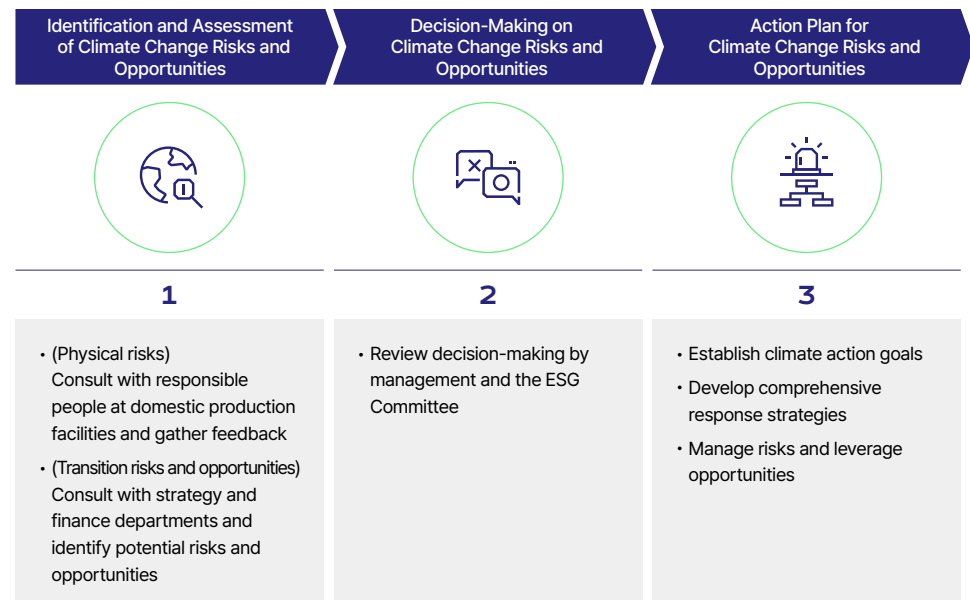 Identification and Assessment
of Climate Change Risks and
Opportunities
Decision-Making on
Climate Change Risks and
Opportunities
Action Plan for
Climate Change Risks and
Opportunities
1
2
3
• (Physical risks)
Consult with responsible
people at domestic production
facilities and gather feedback
• (Transition risks and opportunities)
Consult with strategy and
finance departments and
identify potential risks and
opportunities
• Review decision-making by
management and the ESG
Committee
• Establish climate action goals
• Develop comprehensive
response strategies
• Manage risks and leverage
opportunities